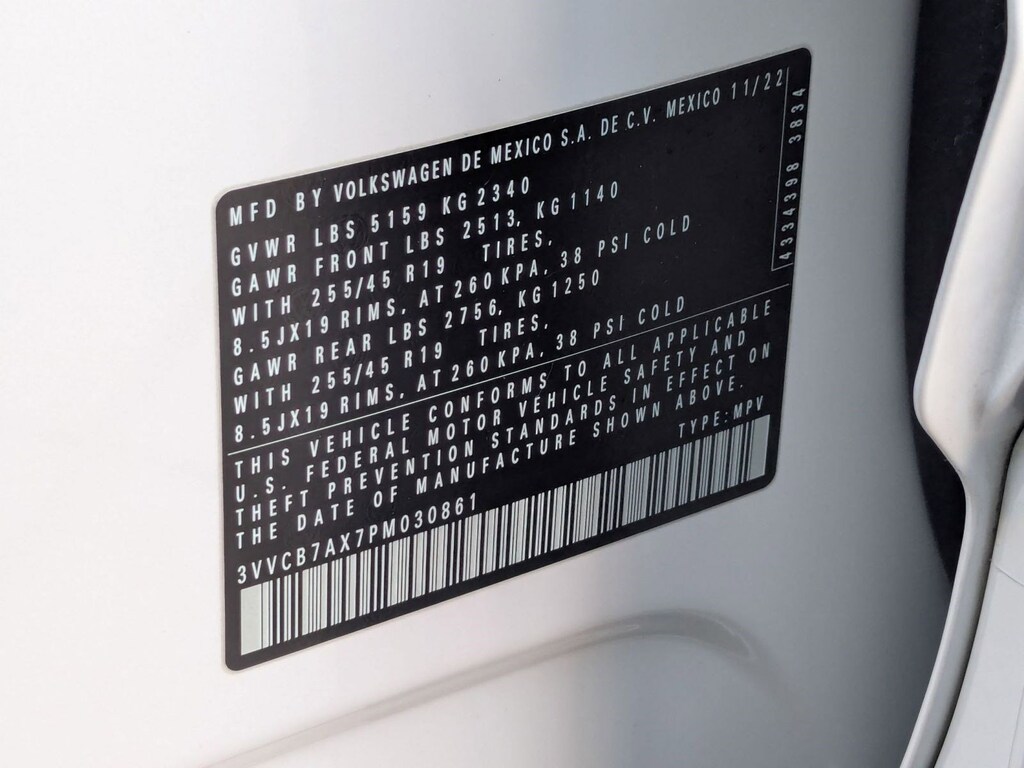 MFD BY VOLKSWAGEN DE MEXICO S.A. DE C.V. MEXICO 11/22
GVWR LBS 5159 KG 2340
GAWR FRONT LBS 2513, KG 1140
WITH 255/45 R19 TIRES,
8.5JX19 RIMS, AT 260 KPA, 38 PSI COLD
GAWR REAR LBS 2756, KG 1250
WITH 255/45 R19 TIRES,
8.5JX19 RIMS, AT 260 KPA, 38 PSI COLD
4334398 3834
THIS VEHICLE CONFORMS TO ALL APPLICABLE
U.S. FEDERAL MOTOR VEHICLE SAFETY AND
THEFT PREVENTION STANDARDS IN EFFECT ON
THE DATE OF MANUFACTURE SHOWN ABOVE.
3VVCB7AX7PM030861 TYPE: MPV